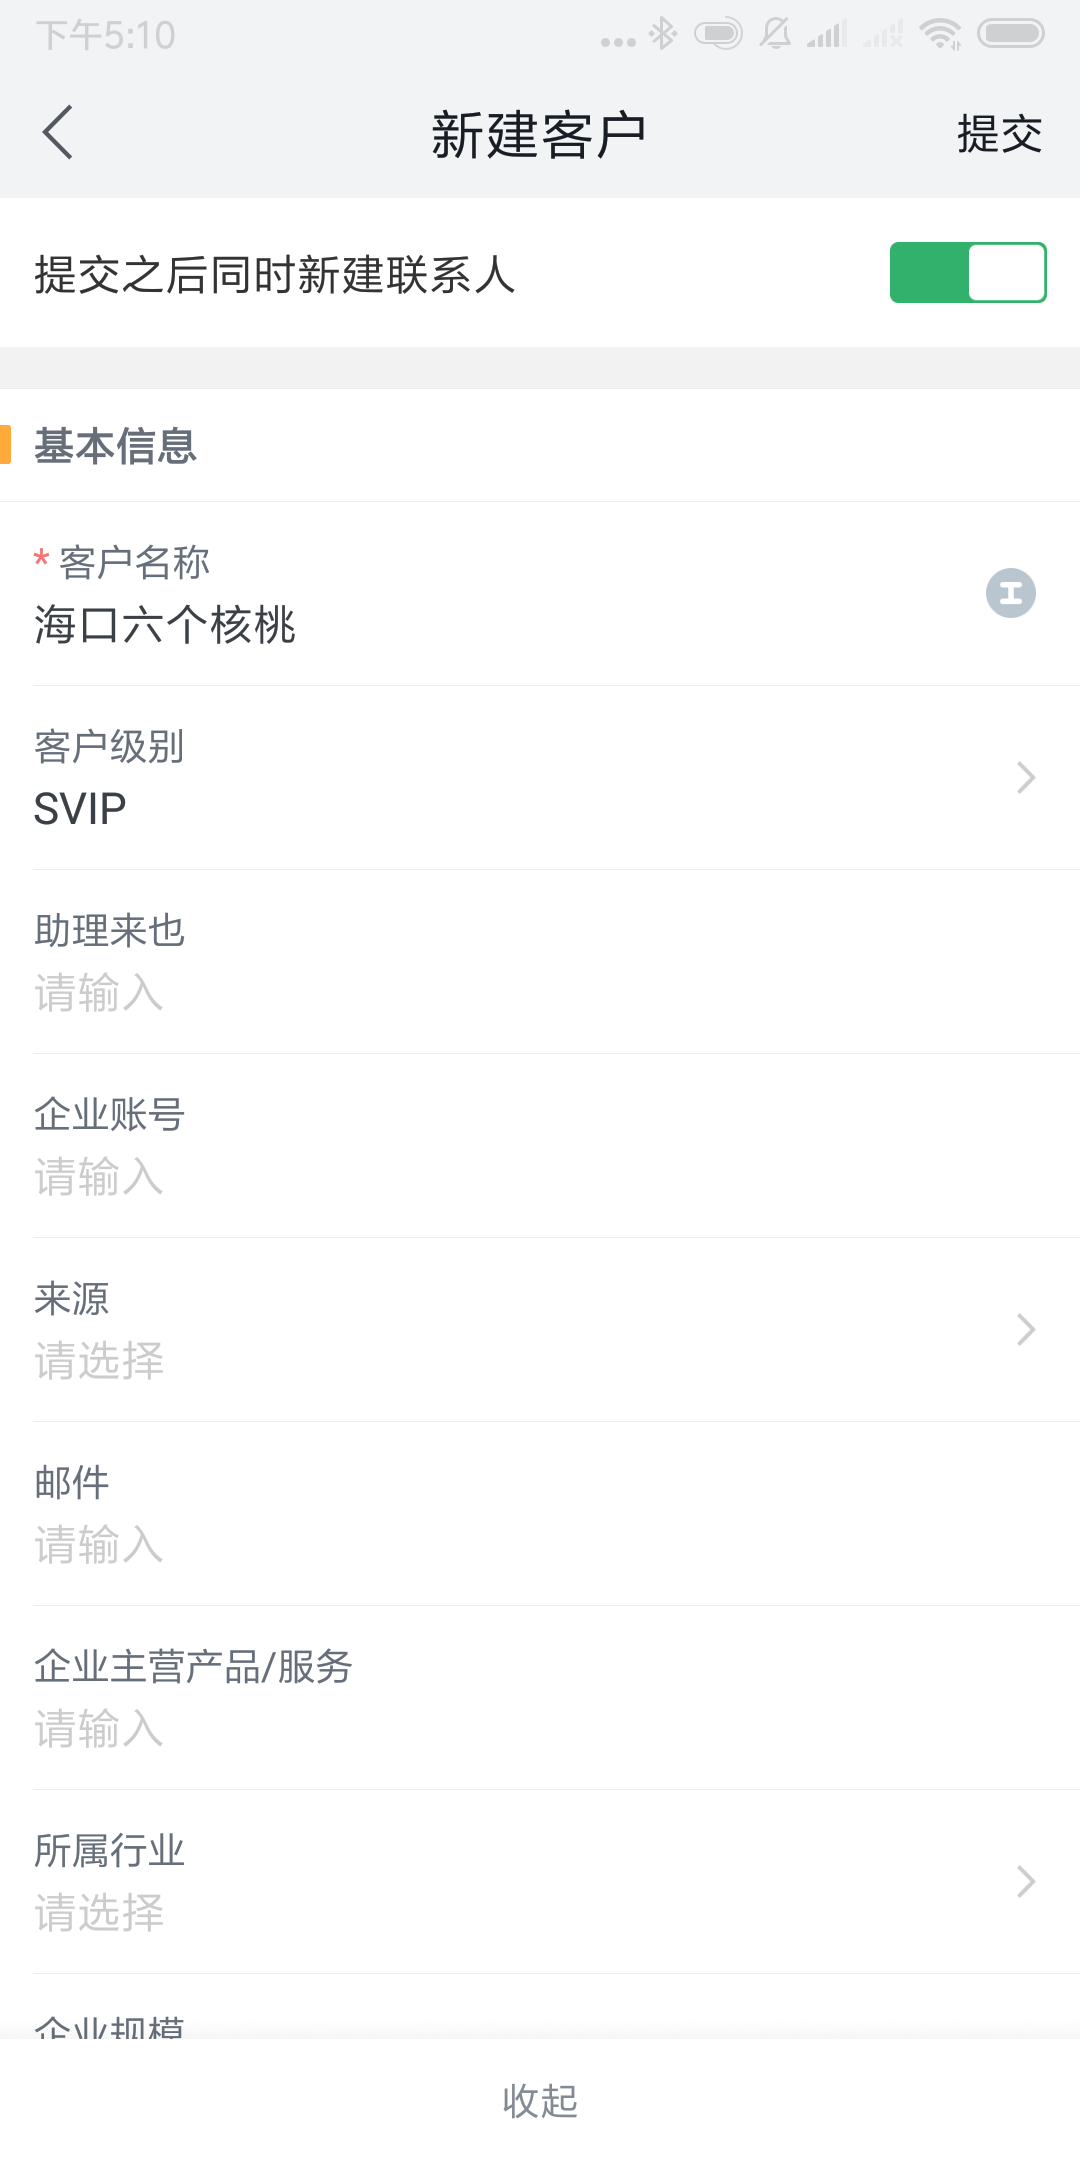 下午5:10
新建客户
提交
提交之后同时新建联系人
基本信息
* 客户名称
海口六个核桃
客户级别
SVIP
助理来也
请输入
企业账号
请输入
来源
请选择
邮件
请输入
企业主营产品/服务
请输入
所属行业
请选择
企业规模
收起